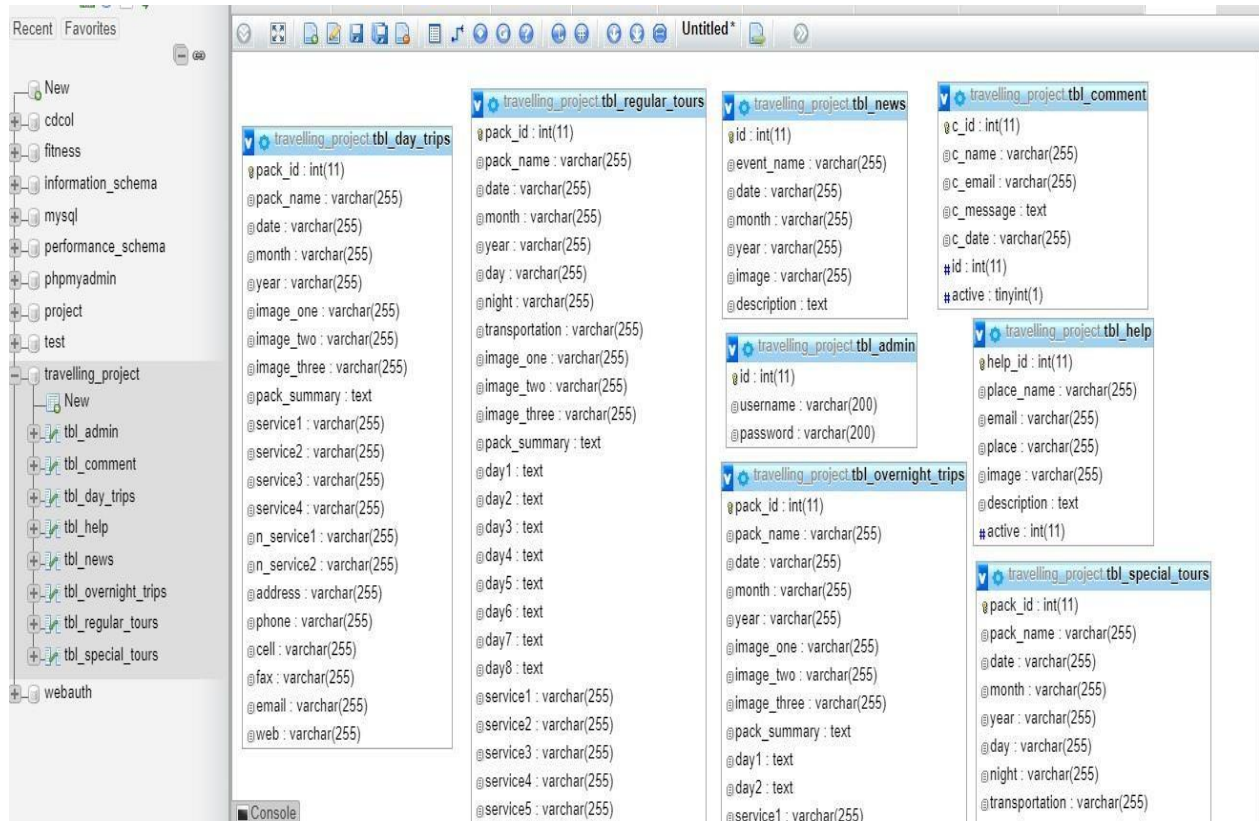 Recent Favorites
New
cdcol
fitness
information_schema
mysql
performance_schema
phpmyadmin
project
test
travelling_project
New
tbl_admin
tbl_comment
tbl_day_trips
tbl_help
tbl_news
tbl_overnight_trips
tbl_regular_tours
tbl_special_tours
webauth
Untitled*
travelling_project.tbl_day_trips
pack_id : int(11)
pack_name : varchar(255)
date : varchar(255)
month : varchar(255)
year : varchar(255)
image_one : varchar(255)
image_two : varchar(255)
image_three : varchar(255)
pack_summary : text
service1 : varchar(255)
service2 : varchar(255)
service3 : varchar(255)
service4 : varchar(255)
n_service1 : varchar(255)
n_service2 : varchar(255)
address : varchar(255)
phone : varchar(255)
cell : varchar(255)
fax : varchar(255)
email : varchar(255)
web : varchar(255)
travelling_project.tbl_regular_tours
pack_id : int(11)
pack_name : varchar(255)
date : varchar(255)
month : varchar(255)
year : varchar(255)
day : varchar(255)
night : varchar(255)
transportation : varchar(255)
image_one : varchar(255)
image_two : varchar(255)
image_three : varchar(255)
pack_summary : text
day1 : text
day2 : text
day3 : text
day4 : text
day5 : text
day6 : text
day7 : text
day8 : text
service1 : varchar(255)
service2 : varchar(255)
service3 : varchar(255)
service4 : varchar(255)
service5 : varchar(255)
travelling_project.tbl_news
id : int(11)
event_name : varchar(255)
date : varchar(255)
month : varchar(255)
year : varchar(255)
image : varchar(255)
description : text
travelling_project.tbl_admin
id : int(11)
username : varchar(200)
password : varchar(200)
travelling_project.tbl_overnight_trips
pack_id : int(11)
pack_name : varchar(255)
date : varchar(255)
month : varchar(255)
year : varchar(255)
image_one : varchar(255)
image_two : varchar(255)
image_three : varchar(255)
pack_summary : text
day1 : text
day2 : text
service1 : varchar(255)
travelling_project.tbl_comment
c_id : int(11)
c_name : varchar(255)
c_email : varchar(255)
c_message : text
c_date : varchar(255)
#id : int(11)
#active : tinyint(1)
travelling_project.tbl_help
help_id : int(11)
place_name : varchar(255)
email : varchar(255)
place : varchar(255)
image : varchar(255)
description : text
#active : int(11)
travelling_project.tbl_special_tours
pack_id : int(11)
pack_name : varchar(255)
date : varchar(255)
month : varchar(255)
year : varchar(255)
day : varchar(255)
night : varchar(255)
transportation : varchar(255)
Console